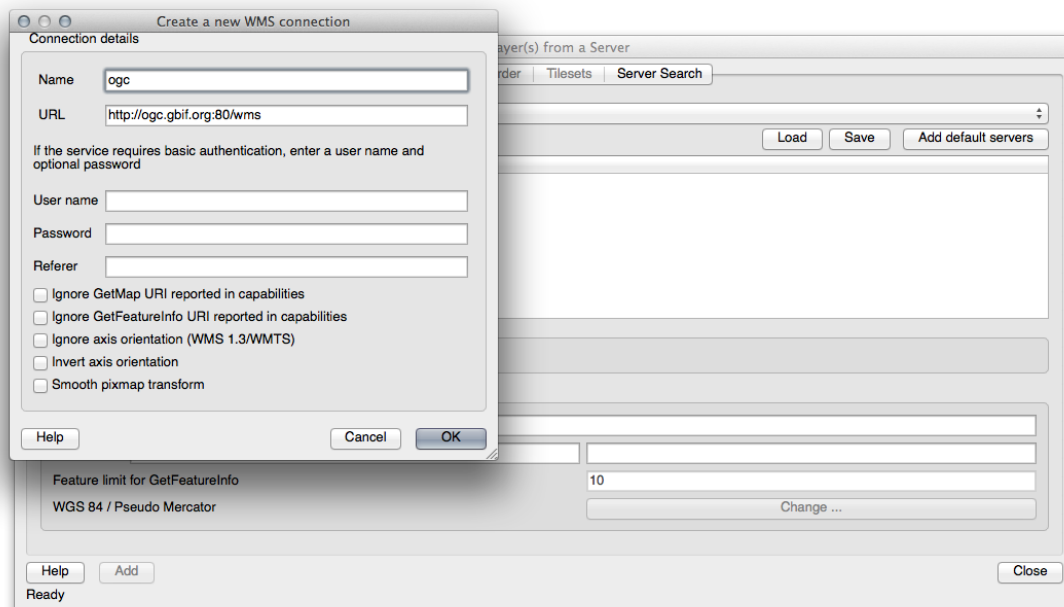 Create a new WMS connection
Connection details
Name ogc
URL http://ogc.gbif.org:80/wms
If the service requires basic authentication, enter a user name and
optional password
User name
Password
Referer
Ignore GetMap URI reported in capabilities
Ignore GetFeatureInfo URI reported in capabilities
Ignore axis orientation (WMS 1.3/WMTS)
Invert axis orientation
Smooth pixmap transform
Help Cancel OK
ayer(s) from a Server
rder Tilesets Server Search
Load Save Add default servers
Feature limit for GetFeatureInfo 10
WGS 84 / Pseudo Mercator Change ...
Help Add Close
Ready